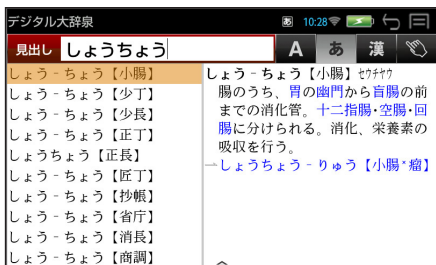 デジタル大辞泉
あ 10:28
見出し しょうちょう
A あ 漢
しょう‐ちょう【小腸】
しょう‐ちょう【少丁】
しょう‐ちょう【少長】
しょう‐ちょう【正丁】
しょうちょう【正長】
しょう‐ちょう【匠丁】
しょう‐ちょう【抄帳】
しょう‐ちょう【省庁】
しょう‐ちょう【消長】
しょう‐ちょう【商調】
しょう‐ちょう【小腸】セウチヤウ
腸のうち、胃の幽門から盲腸の前
までの消化管。十二指腸・空腸・回
腸に分けられる。消化、栄養素の
吸収を行う。
しょうちょう‐りゅう【小腸×瘤】